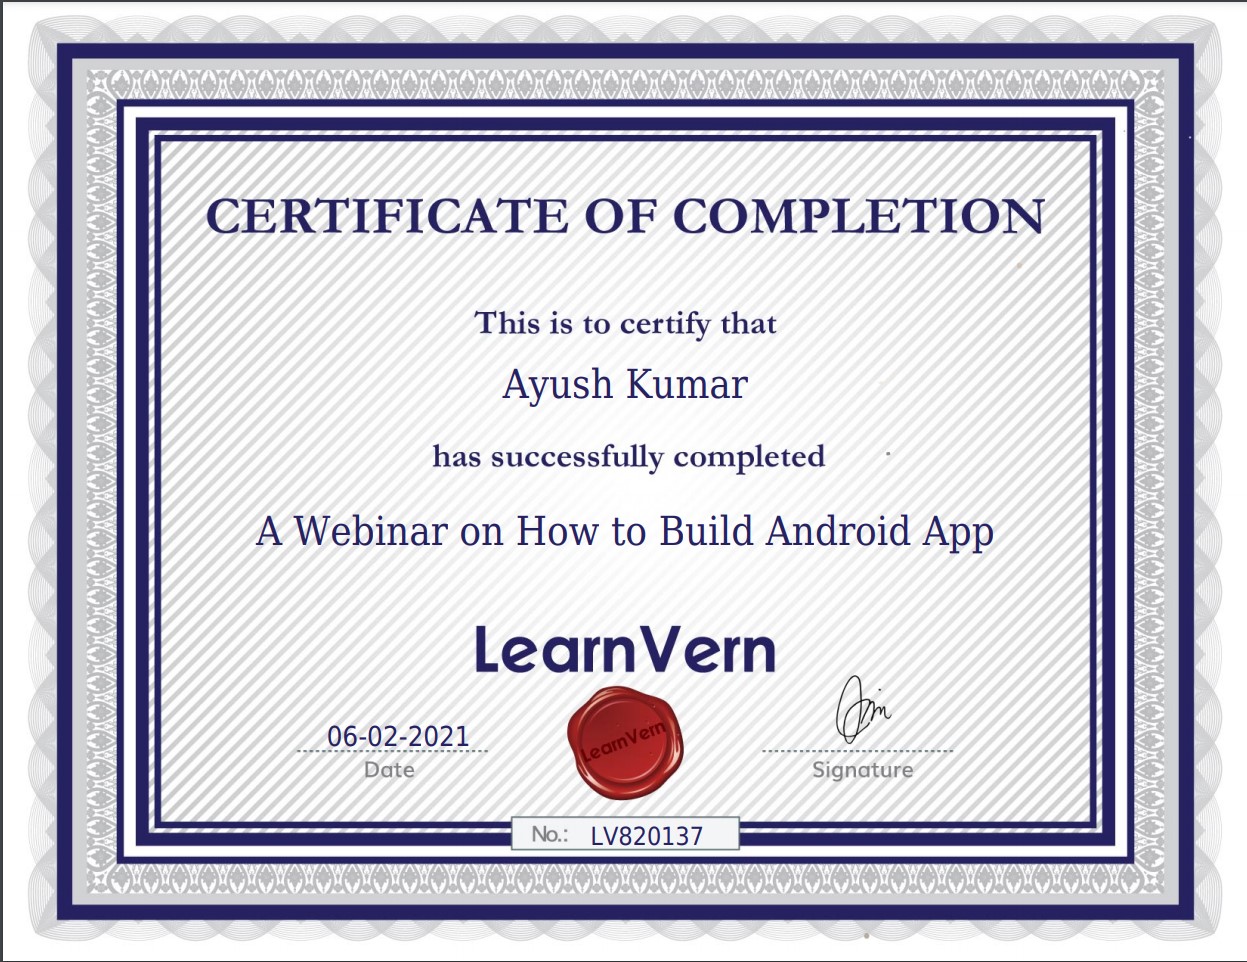 CERTIFICATE OF COMPLETION
This is to certify that
Ayush Kumar
has successfully completed
A Webinar on How to Build Android App
LearnVern
LearnVern
06-02-2021
Date
Signature
No.: LV820137